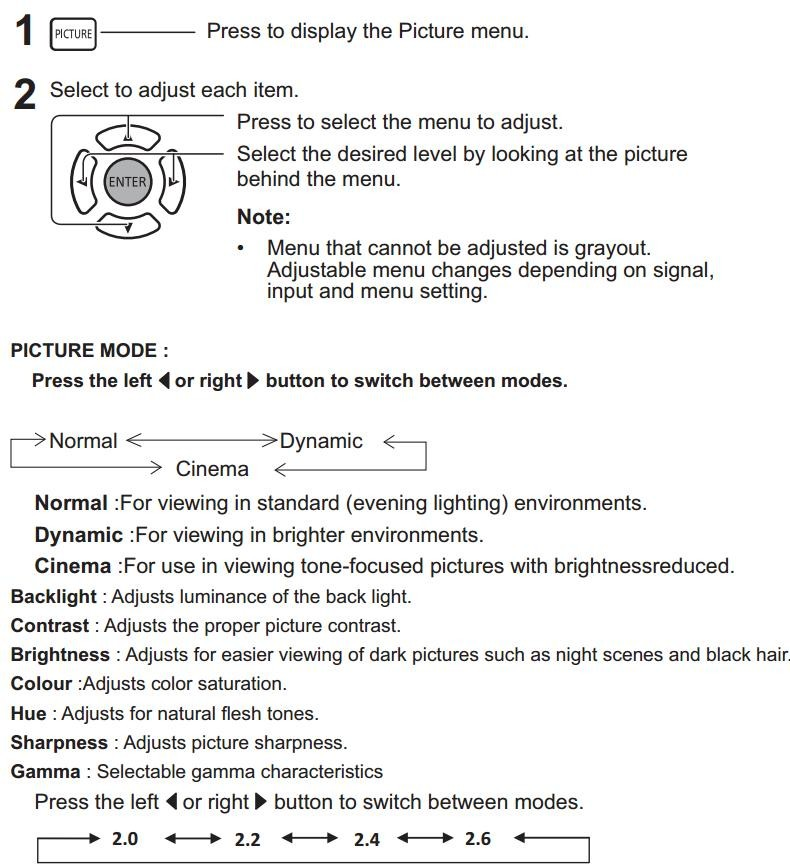 1 PICTURE Press to display the Picture menu.
2 Select to adjust each item.
Press to select the menu to adjust.
ENTER
Select the desired level by looking at the picture
behind the menu.
Note:
• Menu that cannot be adjusted is grayout.
Adjustable menu changes depending on signal,
input and menu setting.
PICTURE MODE :
Press the left ◀ or right ▶ button to switch between modes.
Normal Dynamic
Cinema
Normal :For viewing in standard (evening lighting) environments.
Dynamic :For viewing in brighter environments.
Cinema :For use in viewing tone-focused pictures with brightnessreduced.
Backlight : Adjusts luminance of the back light.
Contrast : Adjusts the proper picture contrast.
Brightness : Adjusts for easier viewing of dark pictures such as night scenes and black hair.
Colour :Adjusts color saturation.
Hue : Adjusts for natural flesh tones.
Sharpness : Adjusts picture sharpness.
Gamma : Selectable gamma characteristics
Press the left ◀ or right ▶ button to switch between modes.
2.0 2.2 2.4 2.6